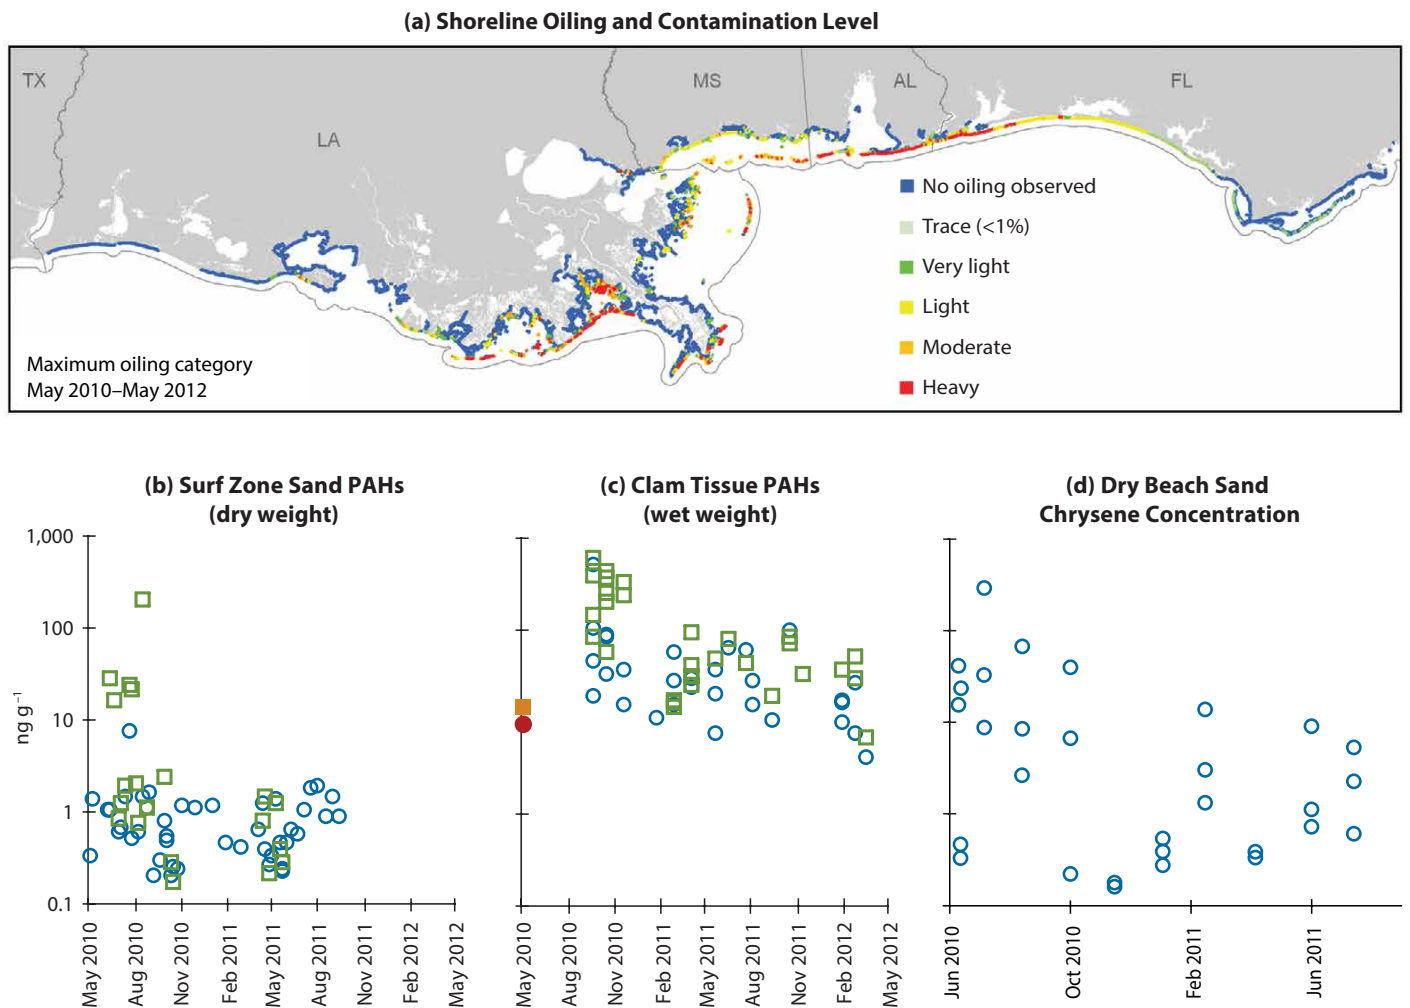 (a) Shoreline Oiling and Contamination Level
TX
LA
MS
AL
FL
No oiling observed
Trace (<1%)
Very light
Light
Moderate
Heavy
Maximum oiling category
May 2010–May 2012
(b) Surf Zone Sand PAHs
(dry weight)
1,000
100
10
1
0.1
ng g⁻¹
May 2010
Aug 2010
Nov 2010
Feb 2011
May 2011
Aug 2011
Nov 2011
Feb 2012
May 2012
(c) Clam Tissue PAHs
(wet weight)
May 2010
Aug 2010
Nov 2010
Feb 2011
May 2011
Aug 2011
Nov 2011
Feb 2012
May 2012
(d) Dry Beach Sand
Chrysene Concentration
Jun 2010
Oct 2010
Feb 2011
Jun 2011